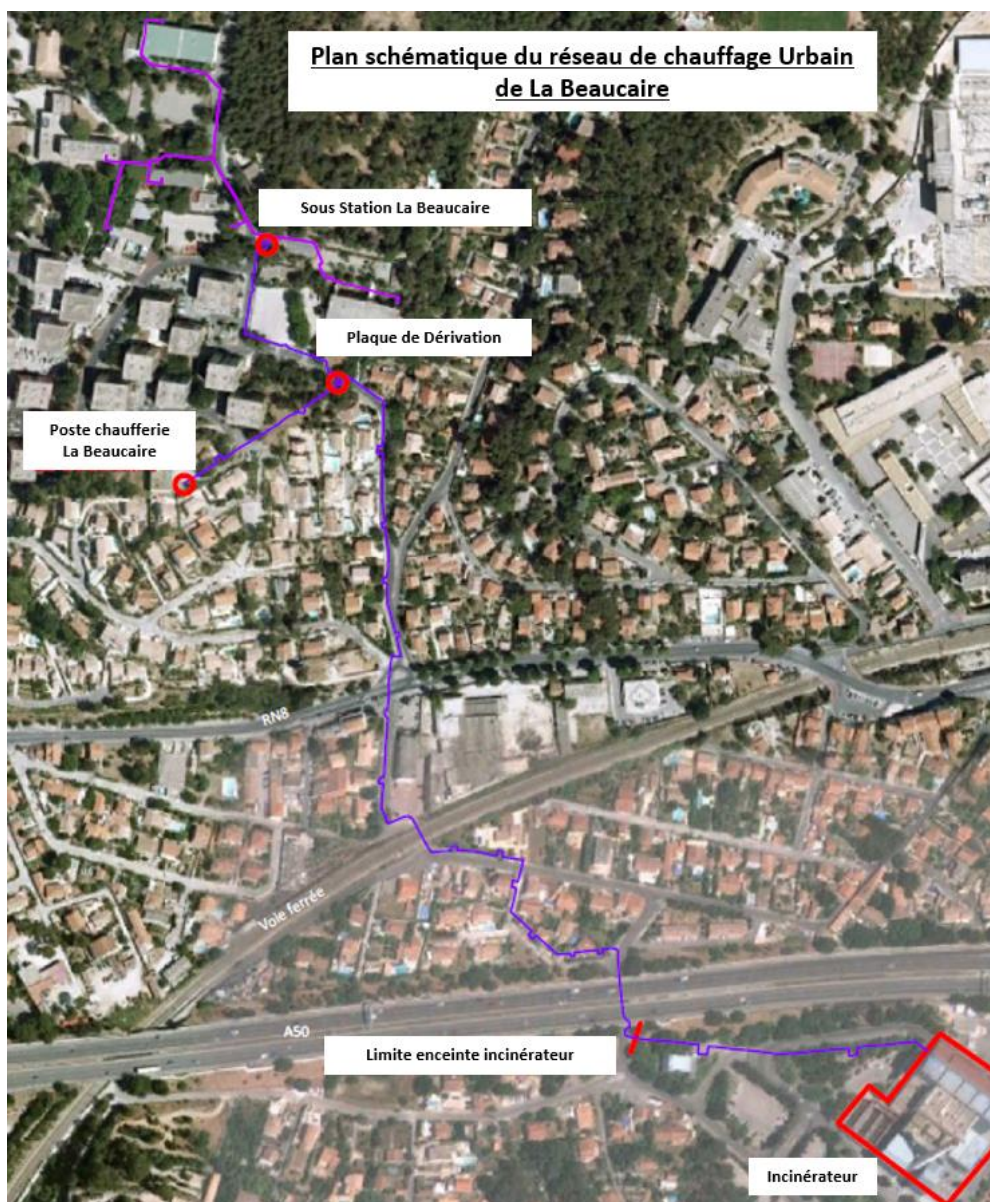 Plan schématique du réseau de chauffage Urbain
de La Beaucaire
Sous Station La Beaucaire
Plaque de Dérivation
Poste chaufferie
La Beaucaire
RN8
Voie ferrée
A50
Limite enceinte incinérateur
Incinérateur